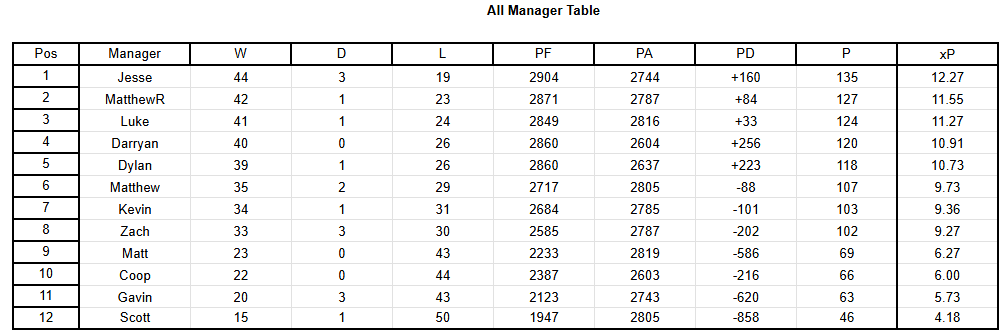 All Manager Table
Pos Manager W D L PF PA PD P xP
1 Jesse 44 3 19 2904 2744 +160 135 12.27
2 MatthewR 42 1 23 2871 2787 +84 127 11.55
3 Luke 41 1 24 2849 2816 +33 124 11.27
4 Darryan 40 0 26 2860 2604 +256 120 10.91
5 Dylan 39 1 26 2860 2637 +223 118 10.73
6 Matthew 35 2 29 2717 2805 -88 107 9.73
7 Kevin 34 1 31 2684 2785 -101 103 9.36
8 Zach 33 3 30 2585 2787 -202 102 9.27
9 Matt 23 0 43 2233 2819 -586 69 6.27
10 Coop 22 0 44 2387 2603 -216 66 6.00
11 Gavin 20 3 43 2123 2743 -620 63 5.73
12 Scott 15 1 50 1947 2805 -858 46 4.18